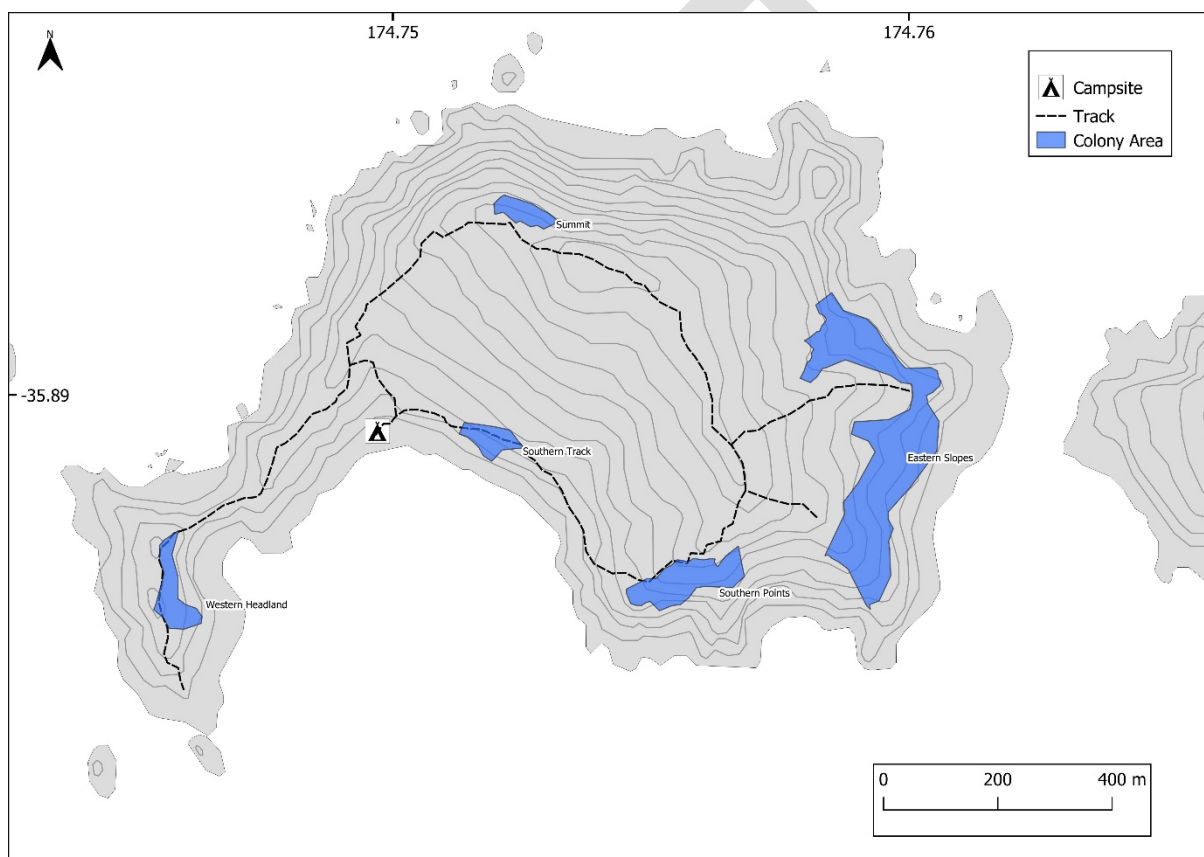 174.75
174.76
N
Campsite
Track
Colony Area
Summit
-35.89
Southern Track
Eastern Slopes
Southern Points
Western Headland
0 200 400 m